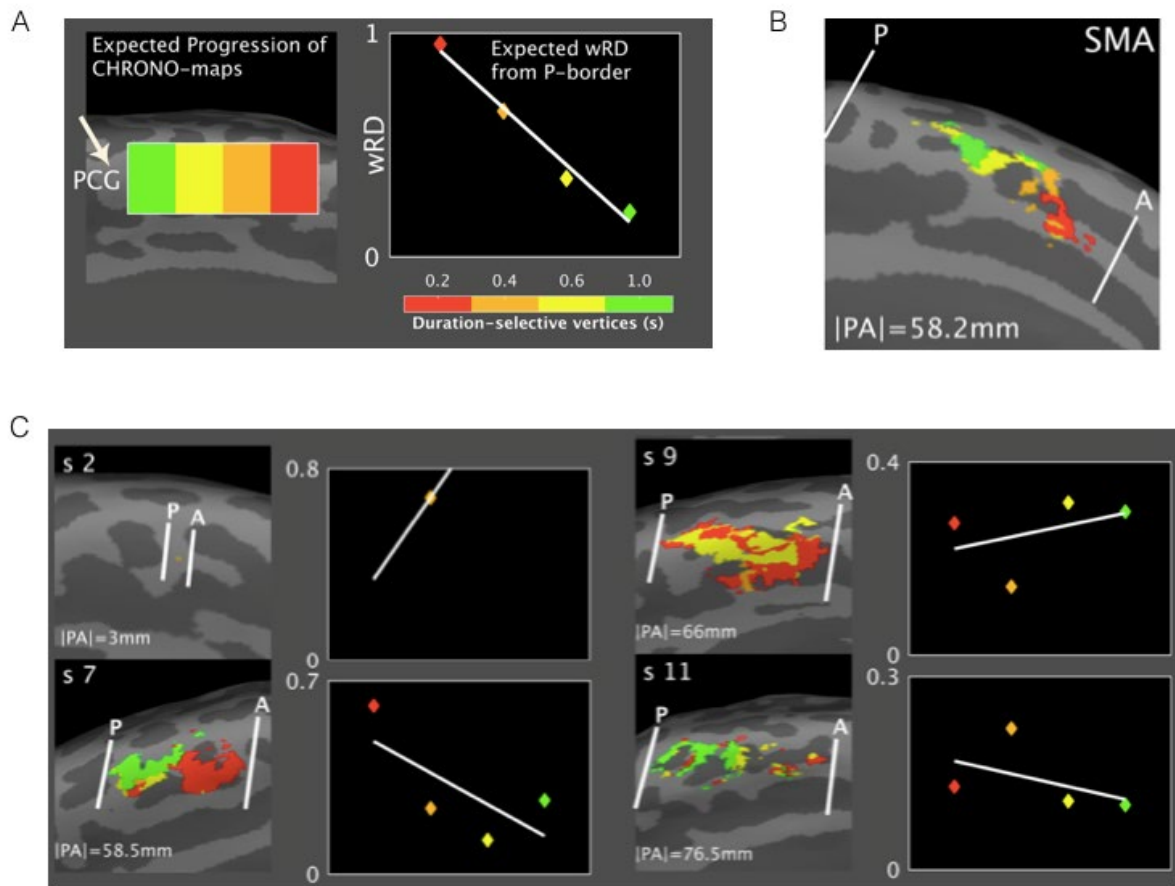 A
Expected Progression of
CHRONO-maps
PCG
1
wRD
0
Expected wRD
from P-border
0.2 0.4 0.6 1.0
Duration-selective vertices (s)
B
P
SMA
A
|PA|=58.2mm
C
s 2
P
A
|PA|=3mm
0.8
0
s 9
P
A
|PA|=66mm
0.4
0
s 7
P
A
|PA|=58.5mm
0.7
0
s 11
P
A
|PA|=76.5mm
0.3
0